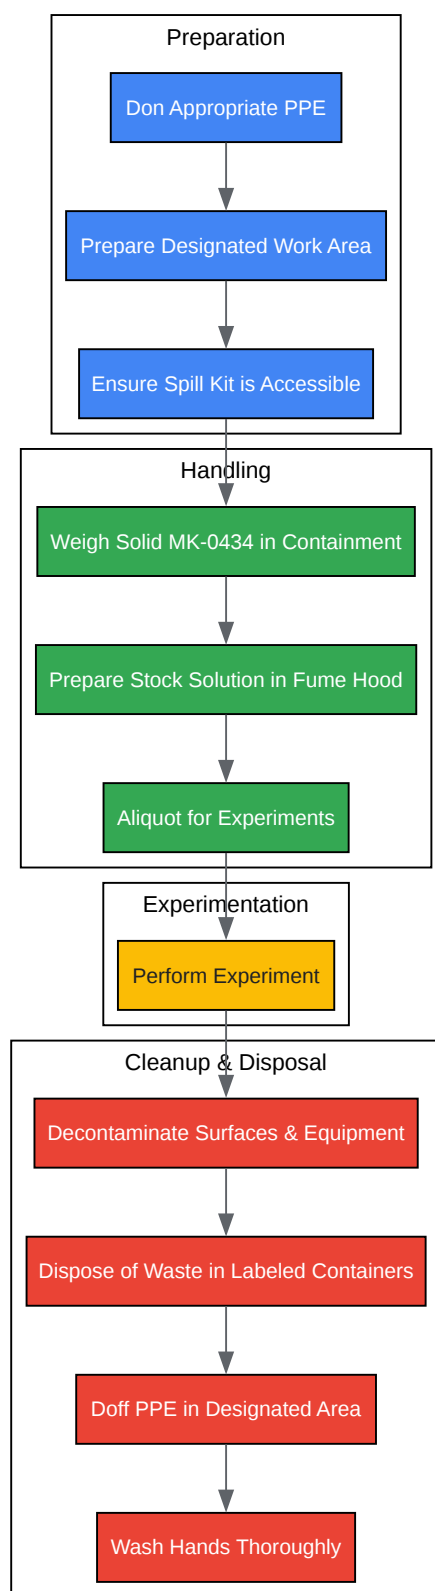 Preparation
Don Appropriate PPE
Prepare Designated Work Area
Ensure Spill Kit is Accessible
Handling
Weigh Solid MK-0434 in Containment
Prepare Stock Solution in Fume Hood
Aliquot for Experiments
Experimentation
Perform Experiment
Cleanup & Disposal
Decontaminate Surfaces & Equipment
Dispose of Waste in Labeled Containers
Doff PPE in Designated Area
Wash Hands Thoroughly